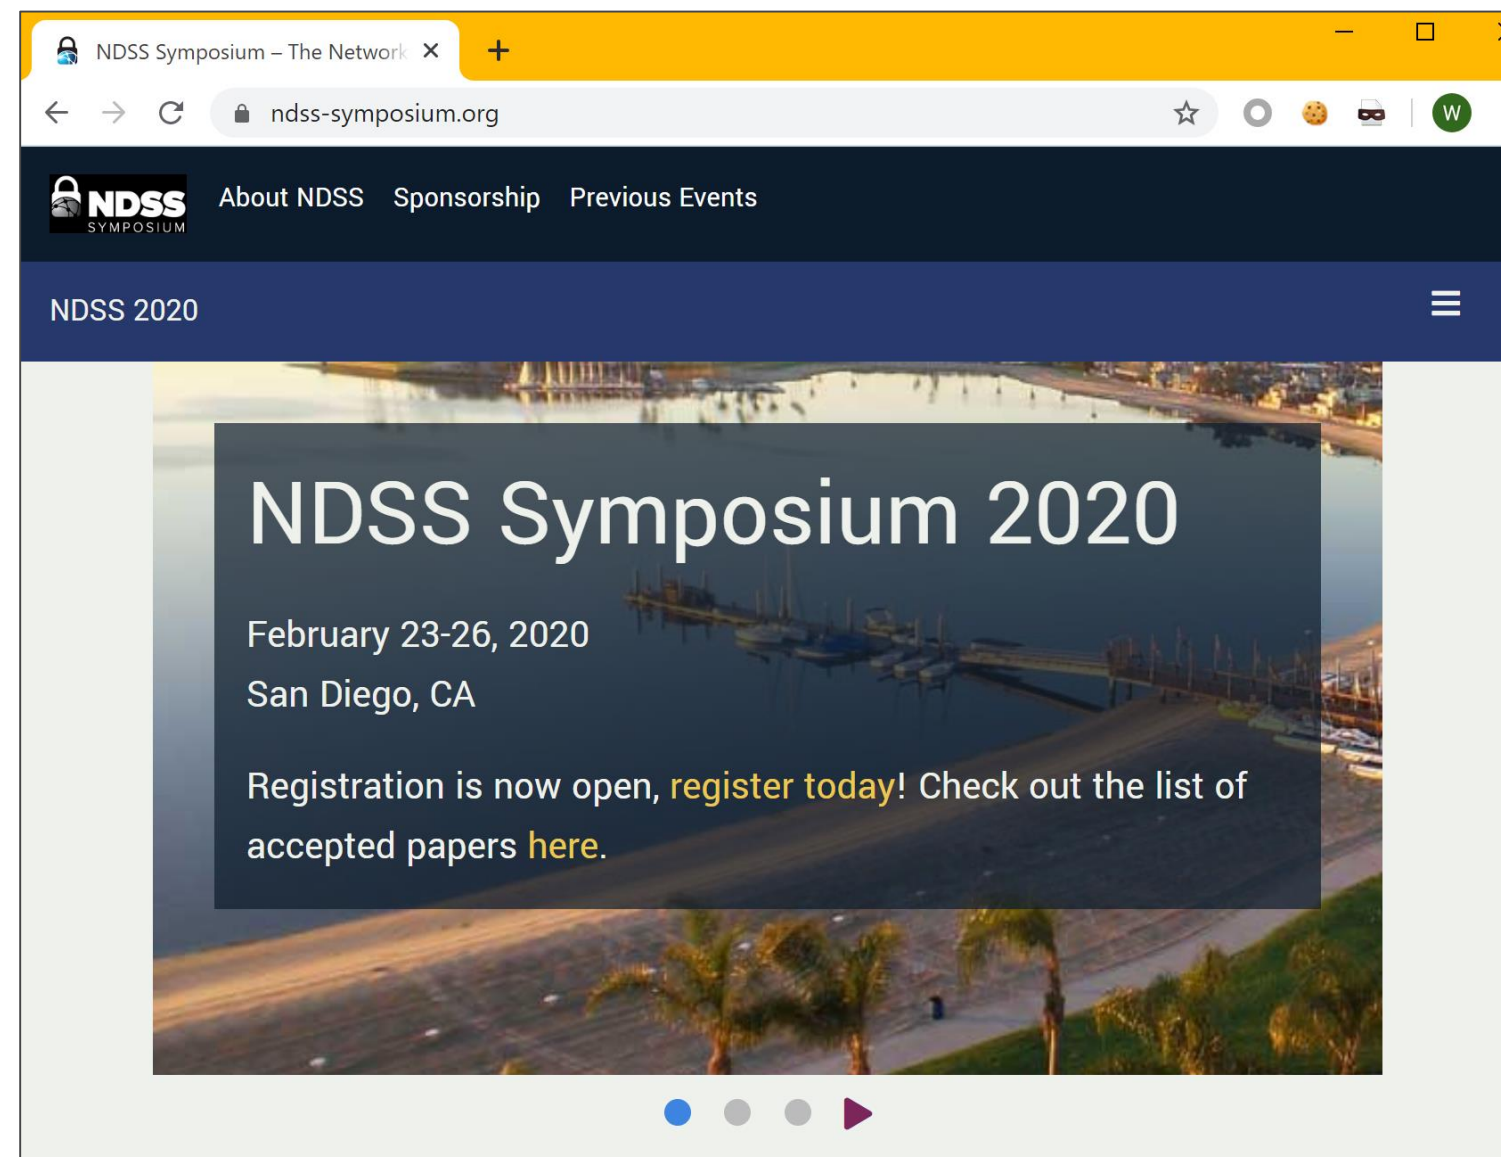 NDSS Symposium – The Network
ndss-symposium.org
W
NDSS
SYMPOSIUM
About NDSS Sponsorship Previous Events
NDSS 2020
NDSS Symposium 2020
February 23-26, 2020
San Diego, CA
Registration is now open, register today! Check out the list of
accepted papers here.